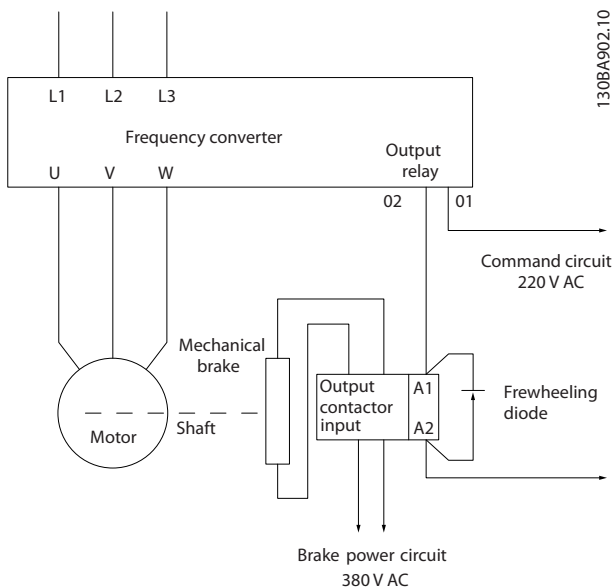 130BA902.10
L1 L2 L3
Frequency converter
U V W
Output
relay
02 01
Command circuit
220 V AC
Mechanical
brake
Output
contactor
input
A1
A2
Frewheeling
diode
Motor
Shaft
Brake power circuit
380 V AC